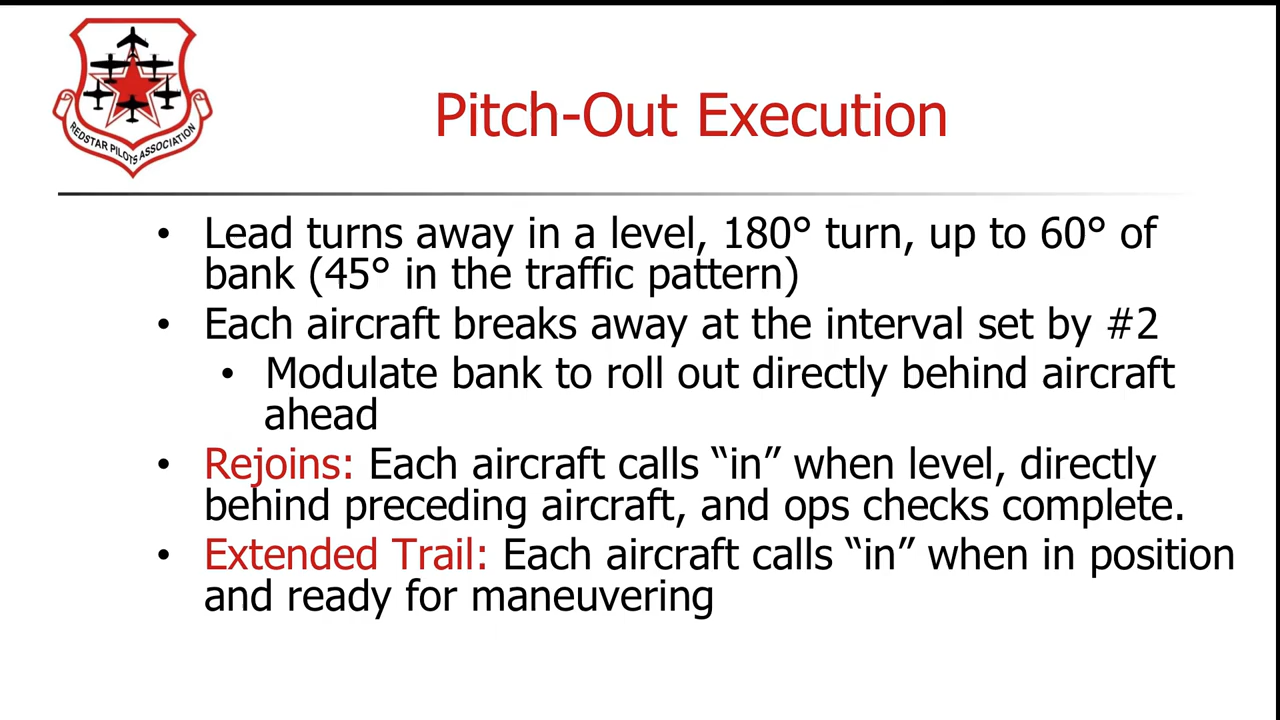 REDSTAR PILOTS ASSOCIATION
Pitch-Out Execution
• Lead turns away in a level, 180° turn, up to 60° of
bank (45° in the traffic pattern)
• Each aircraft breaks away at the interval set by #2
• Modulate bank to roll out directly behind aircraft
ahead
• Rejoins: Each aircraft calls “in” when level, directly
behind preceding aircraft, and ops checks complete.
• Extended Trail: Each aircraft calls “in” when in position
and ready for maneuvering